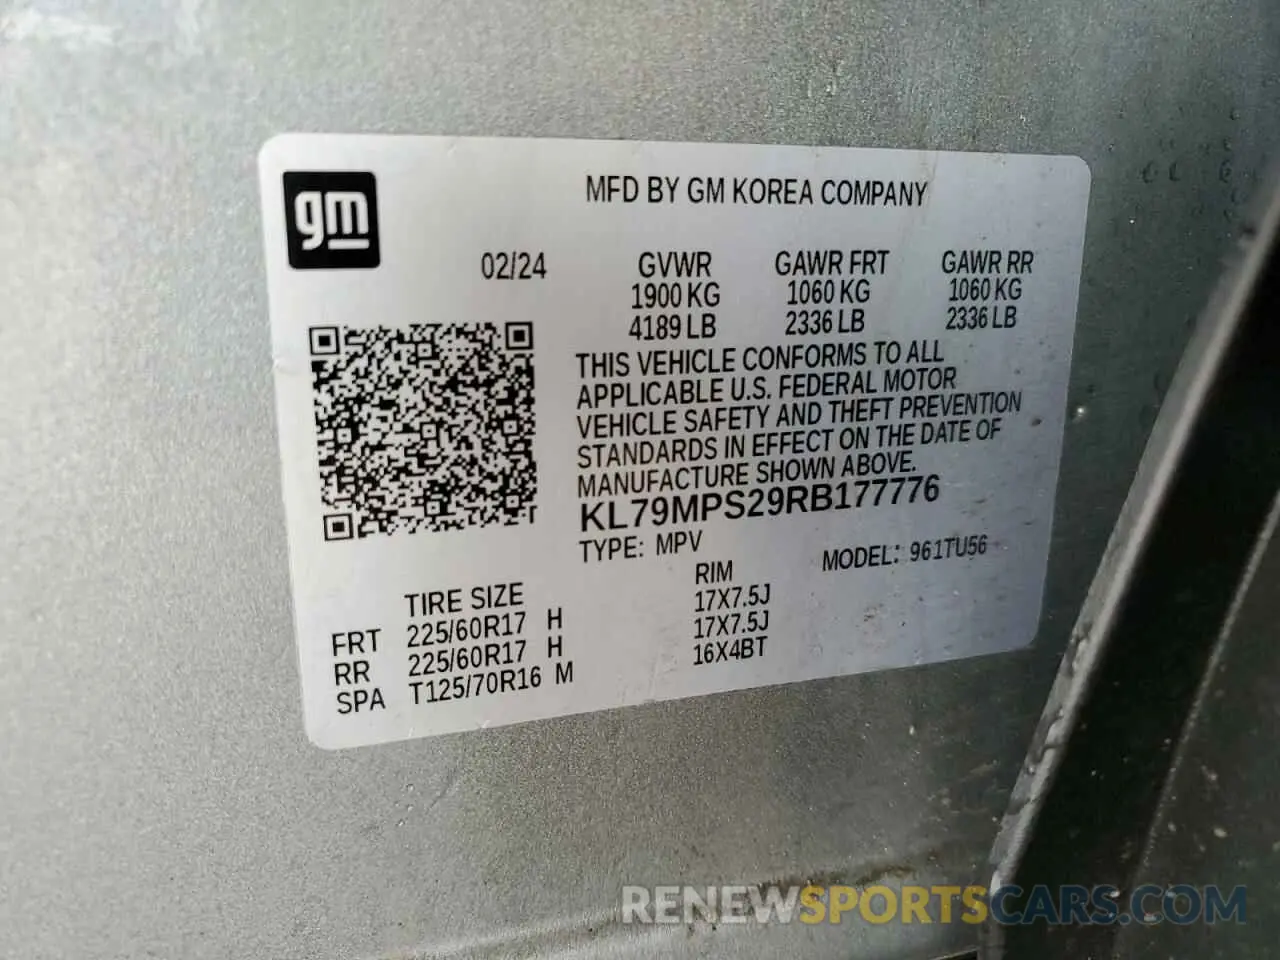 gm
MFD BY GM KOREA COMPANY
02/24 GVWR GAWR FRT GAWR RR
1900 KG 1060 KG 1060 KG
4189 LB 2336 LB 2336 LB
THIS VEHICLE CONFORMS TO ALL
APPLICABLE U.S. FEDERAL MOTOR
VEHICLE SAFETY AND THEFT PREVENTION
STANDARDS IN EFFECT ON THE DATE OF
MANUFACTURE SHOWN ABOVE.
KL79MPS29RB177776
TYPE: MPV MODEL: 961TU56
TIRE SIZE RIM
FRT 225/60R17 H 17X7.5J
RR 225/60R17 H 17X7.5J
SPA T125/70R16 M 16X4BT
RENEWSPORTSCARS.COM